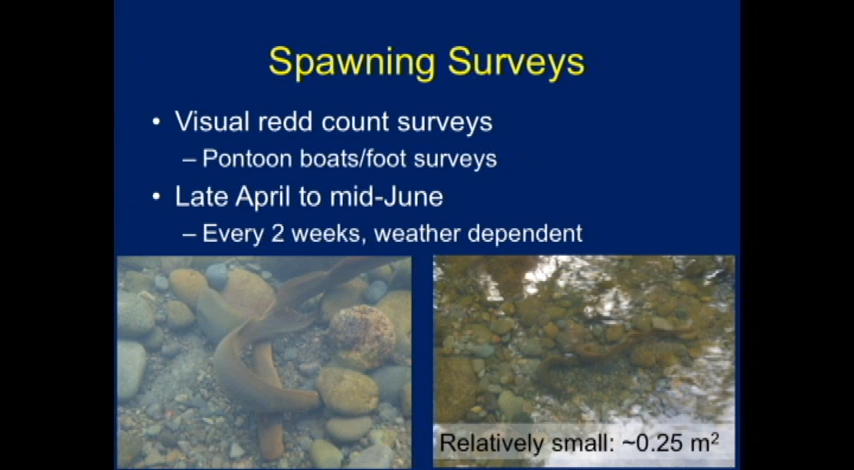 Spawning Surveys
• Visual redd count surveys
– Pontoon boats/foot surveys
• Late April to mid-June
– Every 2 weeks, weather dependent
Relatively small: ~0.25 m²